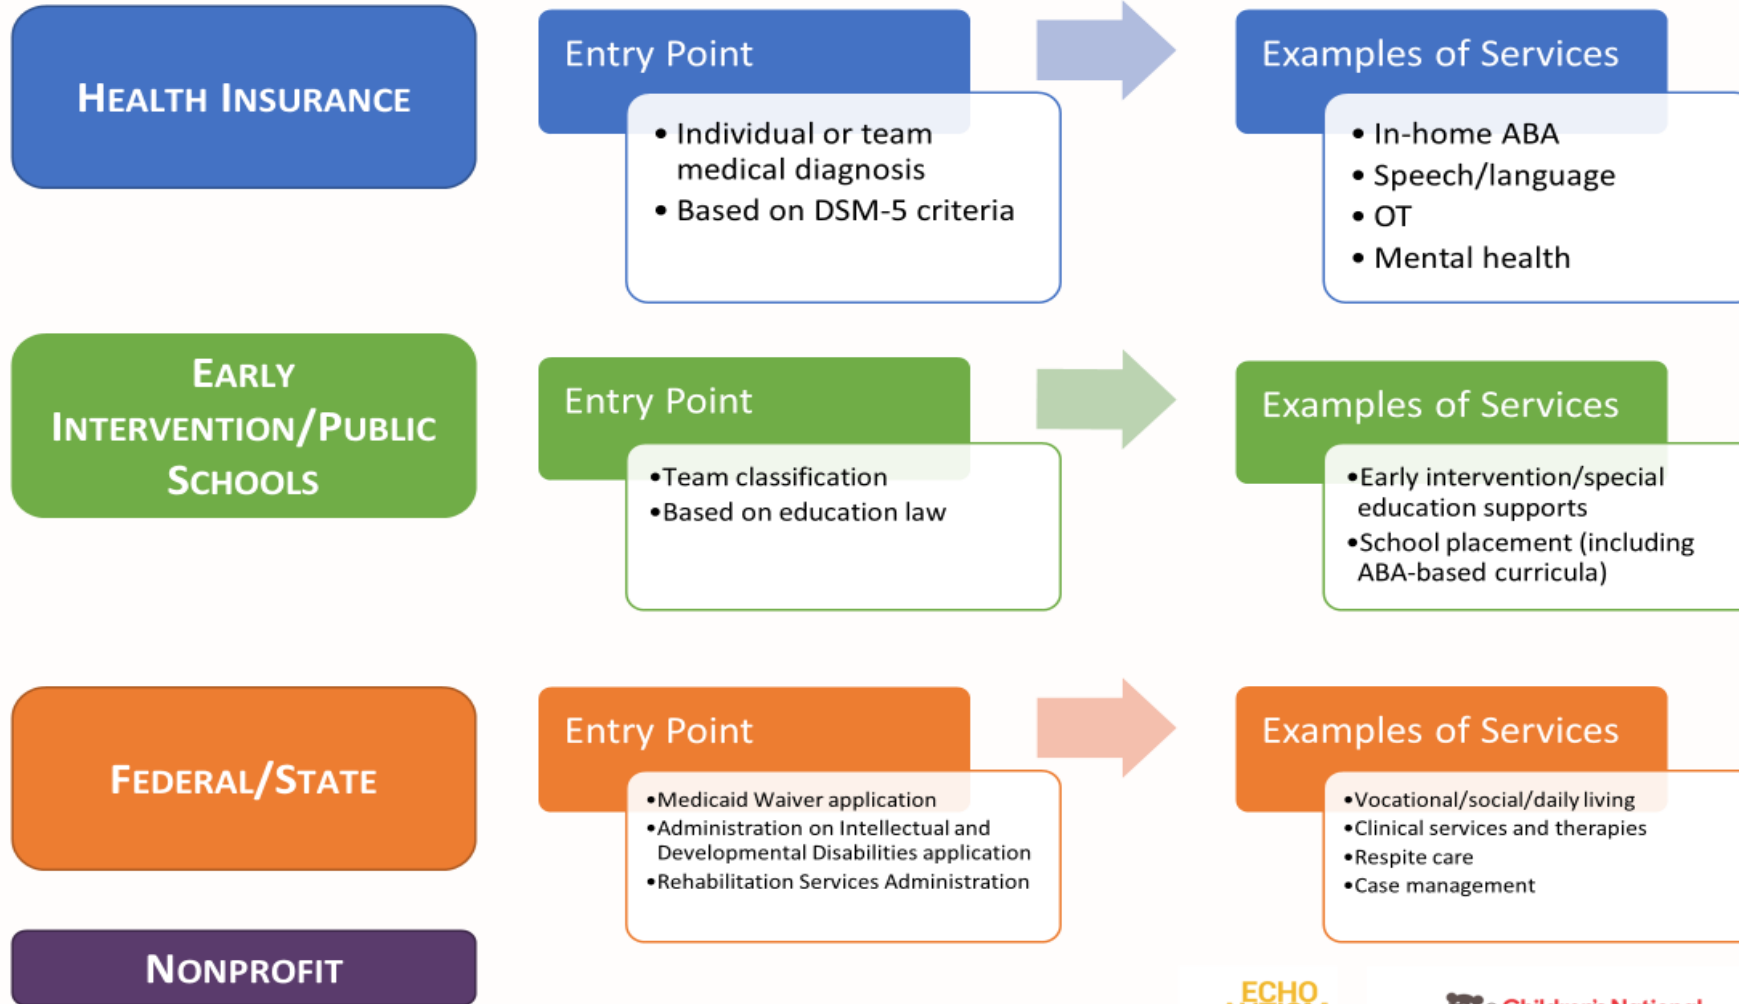 HEALTH INSURANCE
Entry Point
• Individual or team
medical diagnosis
• Based on DSM-5 criteria
Examples of Services
• In-home ABA
• Speech/language
• OT
• Mental health
EARLY
INTERVENTION/PUBLIC
SCHOOLS
Entry Point
•Team classification
•Based on education law
Examples of Services
•Early intervention/special
education supports
•School placement (including
ABA-based curricula)
FEDERAL/STATE
Entry Point
•Medicaid Waiver application
•Administration on Intellectual and
Developmental Disabilities application
•Rehabilitation Services Administration
Examples of Services
•Vocational/social/daily living
•Clinical services and therapies
•Respite care
•Case management
NONPROFIT
ECHO
Children's National